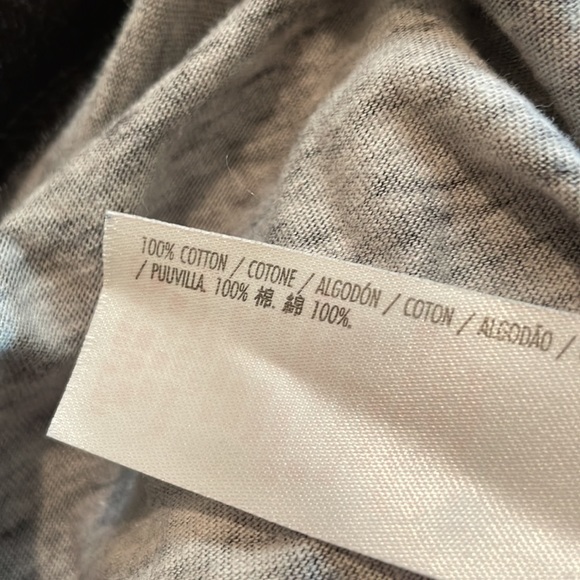 100% COTTON / COTONE / ALGODÓN / COTON / ALGODÃO /
/ PUUVILLA. 100% 棉. 綿 100%.